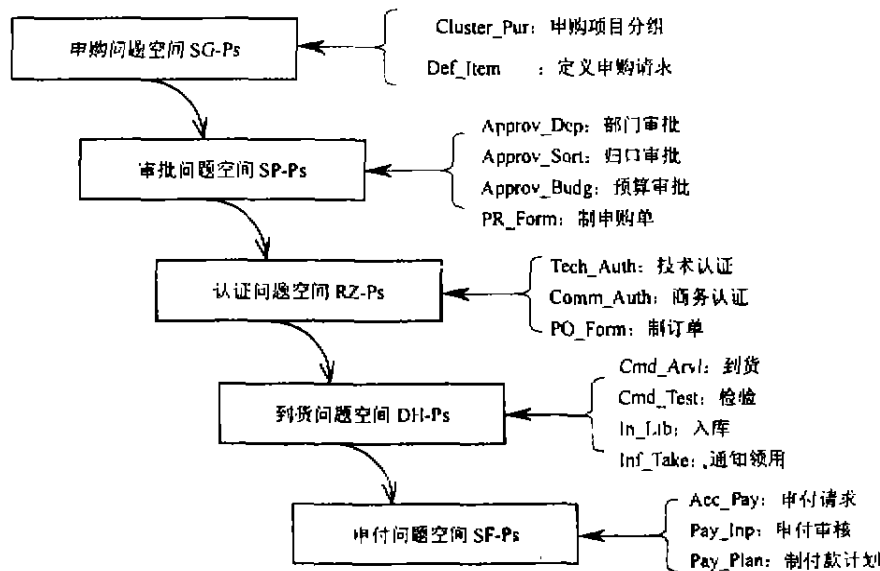 申购问题空间 SG-Ps
Cluster_Pur: 申购项目分组
Def_Item : 定义申购请求
审批问题空间 SP-Ps
Approv_Dep: 部门审批
Approv_Sort: 归口审批
Approv_Budg: 预算审批
PR_Form: 制申购单
认证问题空间 RZ-Ps
Tech_Auth: 技术认证
Comm_Auth: 商务认证
PO_Form: 制订单
到货问题空间 DH-Ps
Cmd_Arvl: 到货
Cmd_Test: 检验
In_Lib: 入库
Inf_Take: 通知领用
申付问题空间 SF-Ps
Acc_Pay: 申付请求
Pay_Inp: 申付审核
Pay_Plan: 制付款计划